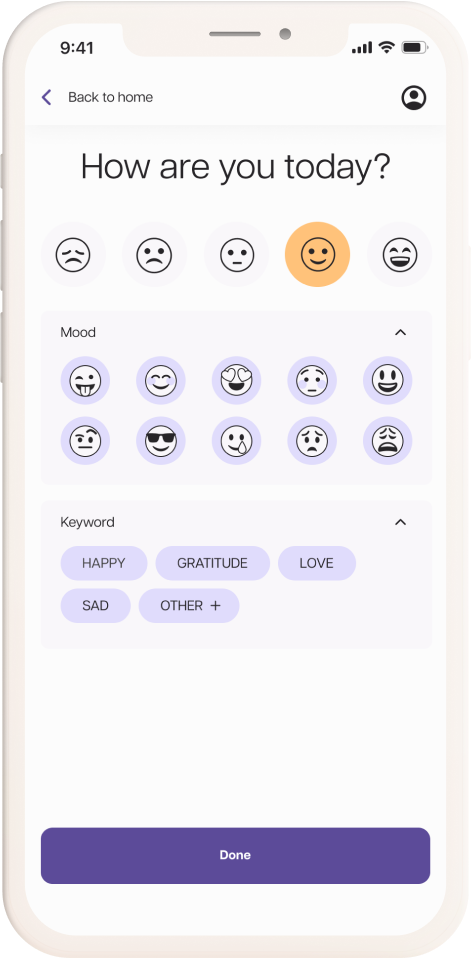 9:41
Back to home
How are you today?
Mood
Keyword
HAPPY GRATITUDE LOVE
SAD OTHER +
Done